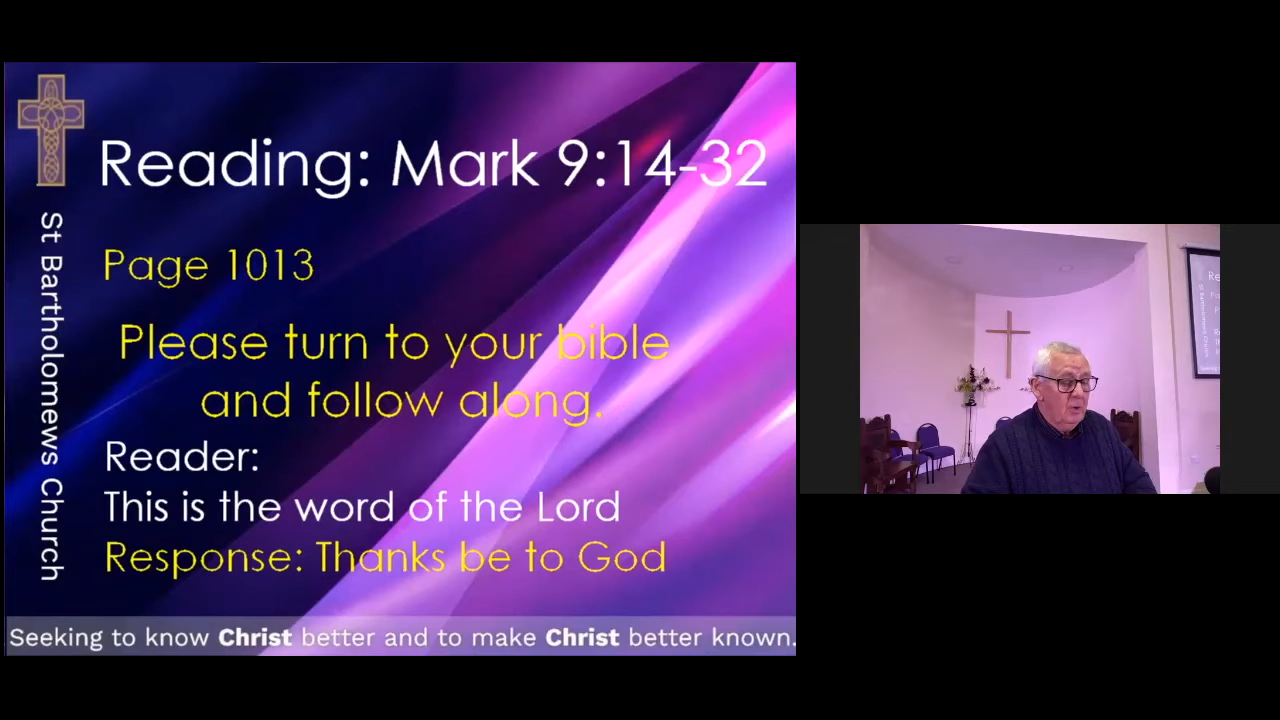 Reading: Mark 9:14-32
Page 1013
Please turn to your bible
and follow along.
Reader:
This is the word of the Lord
Response: Thanks be to God
St Bartholomews Church
Seeking to know Christ better and to make Christ better known.